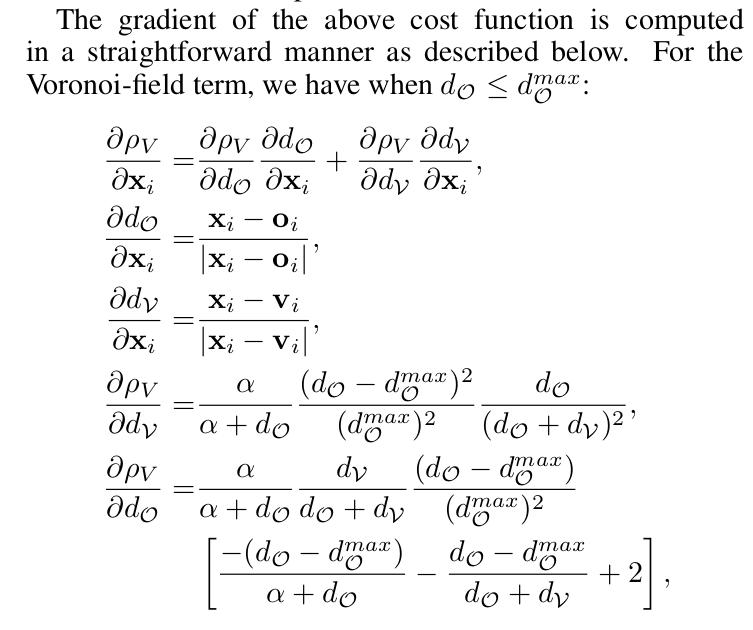 The gradient of the above cost function is computed
in a straightforward manner as described below. For the
Voronoi-field term, we have when $d_{\mathcal{O}} \leq d_{\mathcal{O}}^{max}$:
$\frac{\partial \rho_V}{\partial \mathbf{x}_i} = \frac{\partial \rho_V}{\partial d_{\mathcal{O}}} \frac{\partial d_{\mathcal{O}}}{\partial \mathbf{x}_i} + \frac{\partial \rho_V}{\partial d_{\mathcal{V}}} \frac{\partial d_{\mathcal{V}}}{\partial \mathbf{x}_i},$
$\frac{\partial d_{\mathcal{O}}}{\partial \mathbf{x}_i} = \frac{\mathbf{x}_i - \mathbf{o}_i}{|\mathbf{x}_i - \mathbf{o}_i|},$
$\frac{\partial d_{\mathcal{V}}}{\partial \mathbf{x}_i} = \frac{\mathbf{x}_i - \mathbf{v}_i}{|\mathbf{x}_i - \mathbf{v}_i|},$
$\frac{\partial \rho_V}{\partial d_{\mathcal{V}}} = \frac{\alpha}{\alpha + d_{\mathcal{O}}} \frac{(d_{\mathcal{O}} - d_{\mathcal{O}}^{max})^2}{(d_{\mathcal{O}}^{max})^2} \frac{d_{\mathcal{O}}}{(d_{\mathcal{O}} + d_{\mathcal{V}})^2},$
$\frac{\partial \rho_V}{\partial d_{\mathcal{O}}} = \frac{\alpha}{\alpha + d_{\mathcal{O}}} \frac{d_{\mathcal{V}}}{d_{\mathcal{O}} + d_{\mathcal{V}}} \frac{(d_{\mathcal{O}} - d_{\mathcal{O}}^{max})}{(d_{\mathcal{O}}^{max})^2}$
$\left[ \frac{-(d_{\mathcal{O}} - d_{\mathcal{O}}^{max})}{\alpha + d_{\mathcal{O}}} - \frac{d_{\mathcal{O}} - d_{\mathcal{O}}^{max}}{d_{\mathcal{O}} + d_{\mathcal{V}}} + 2 \right],$